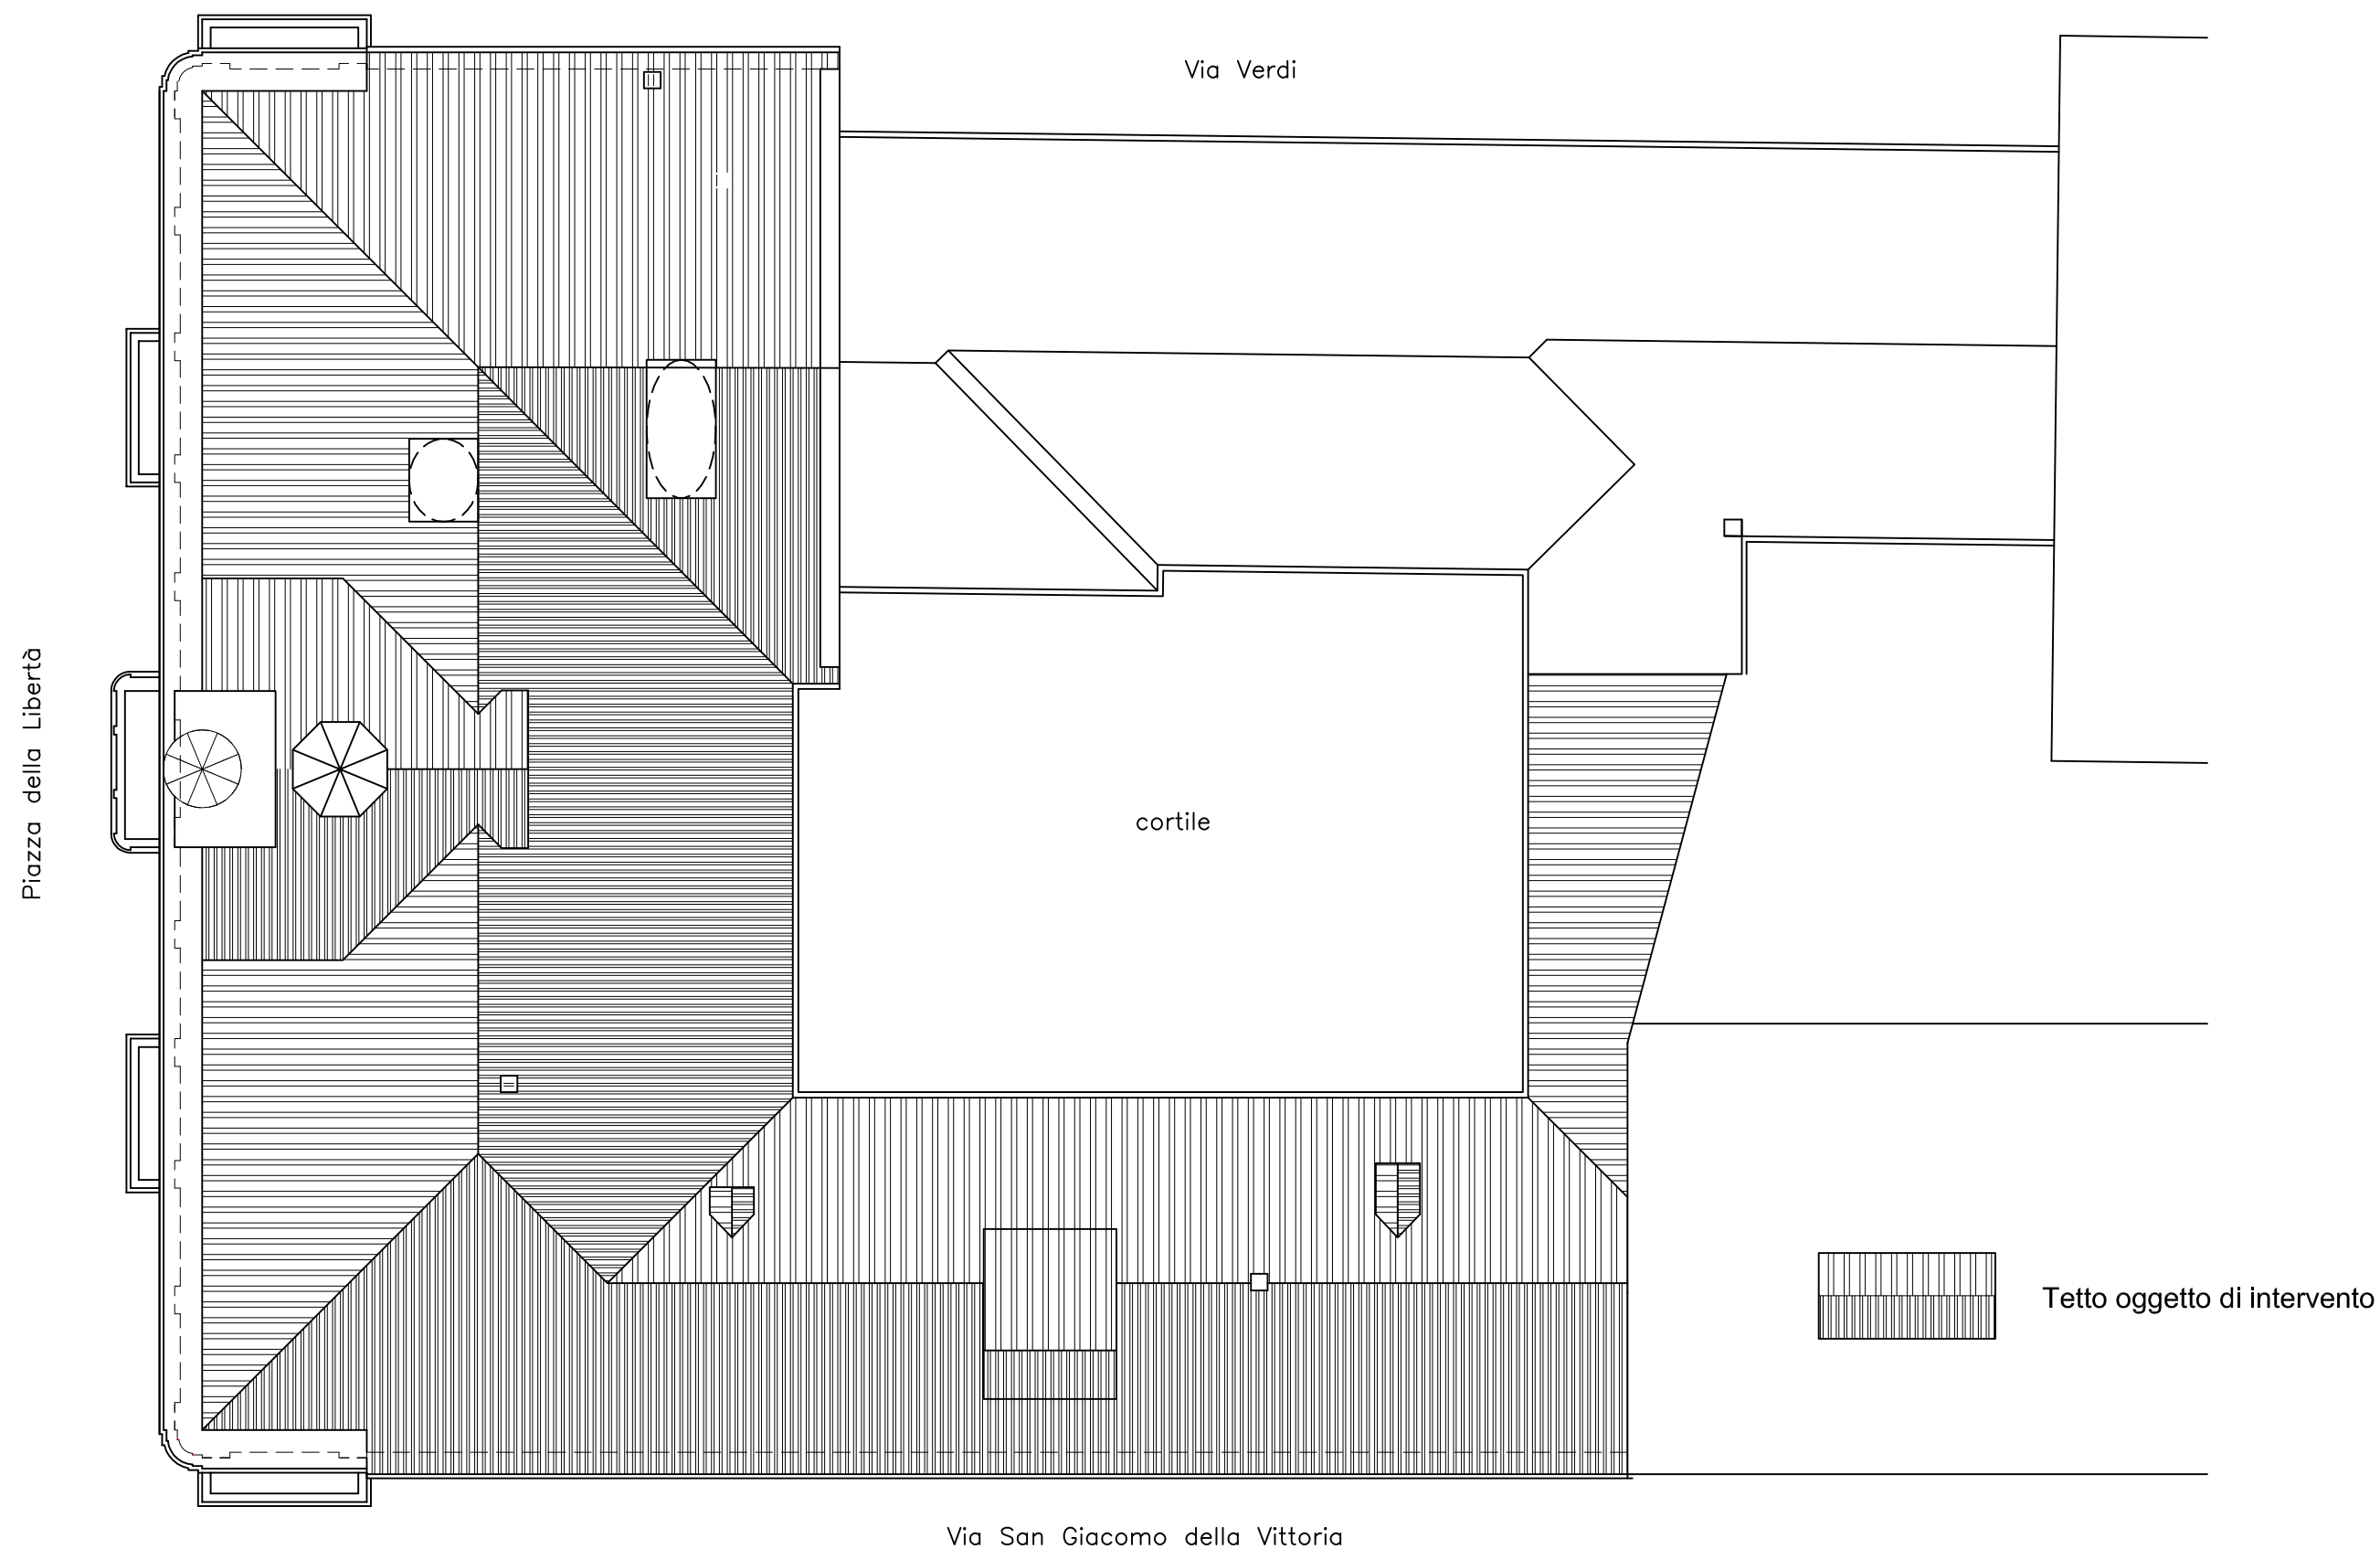 Via Verdi
Piazza della Libertà
cortile
Tetto oggetto di intervento
Via San Giacomo della Vittoria